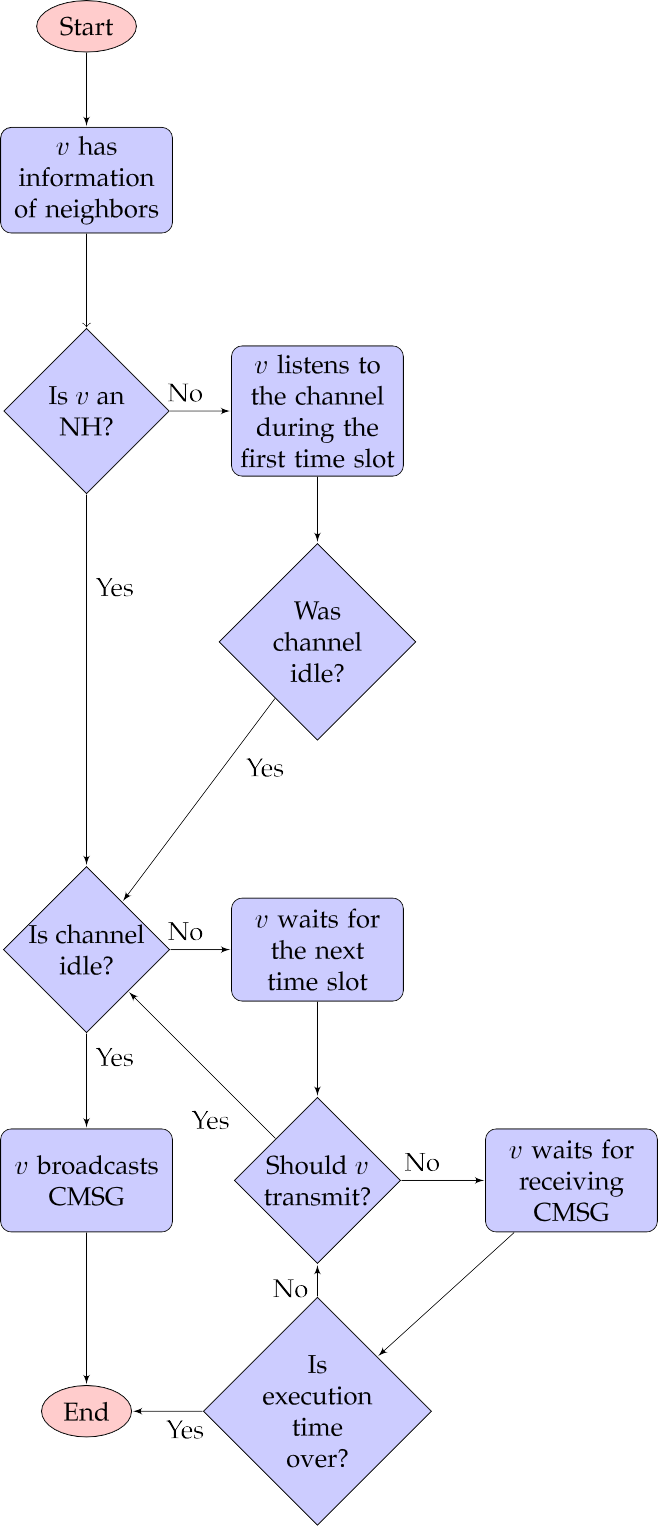 Start
v has
information
of neighbors
Is v an
NH?
No
v listens to
the channel
during the
first time slot
Yes
Was
channel
idle?
Yes
Is channel
idle?
No
v waits for
the next
time slot
Yes
Yes
v broadcasts
CMSG
Should v
transmit?
No
v waits for
receiving
CMSG
No
Is
execution
time
over?
Yes
End